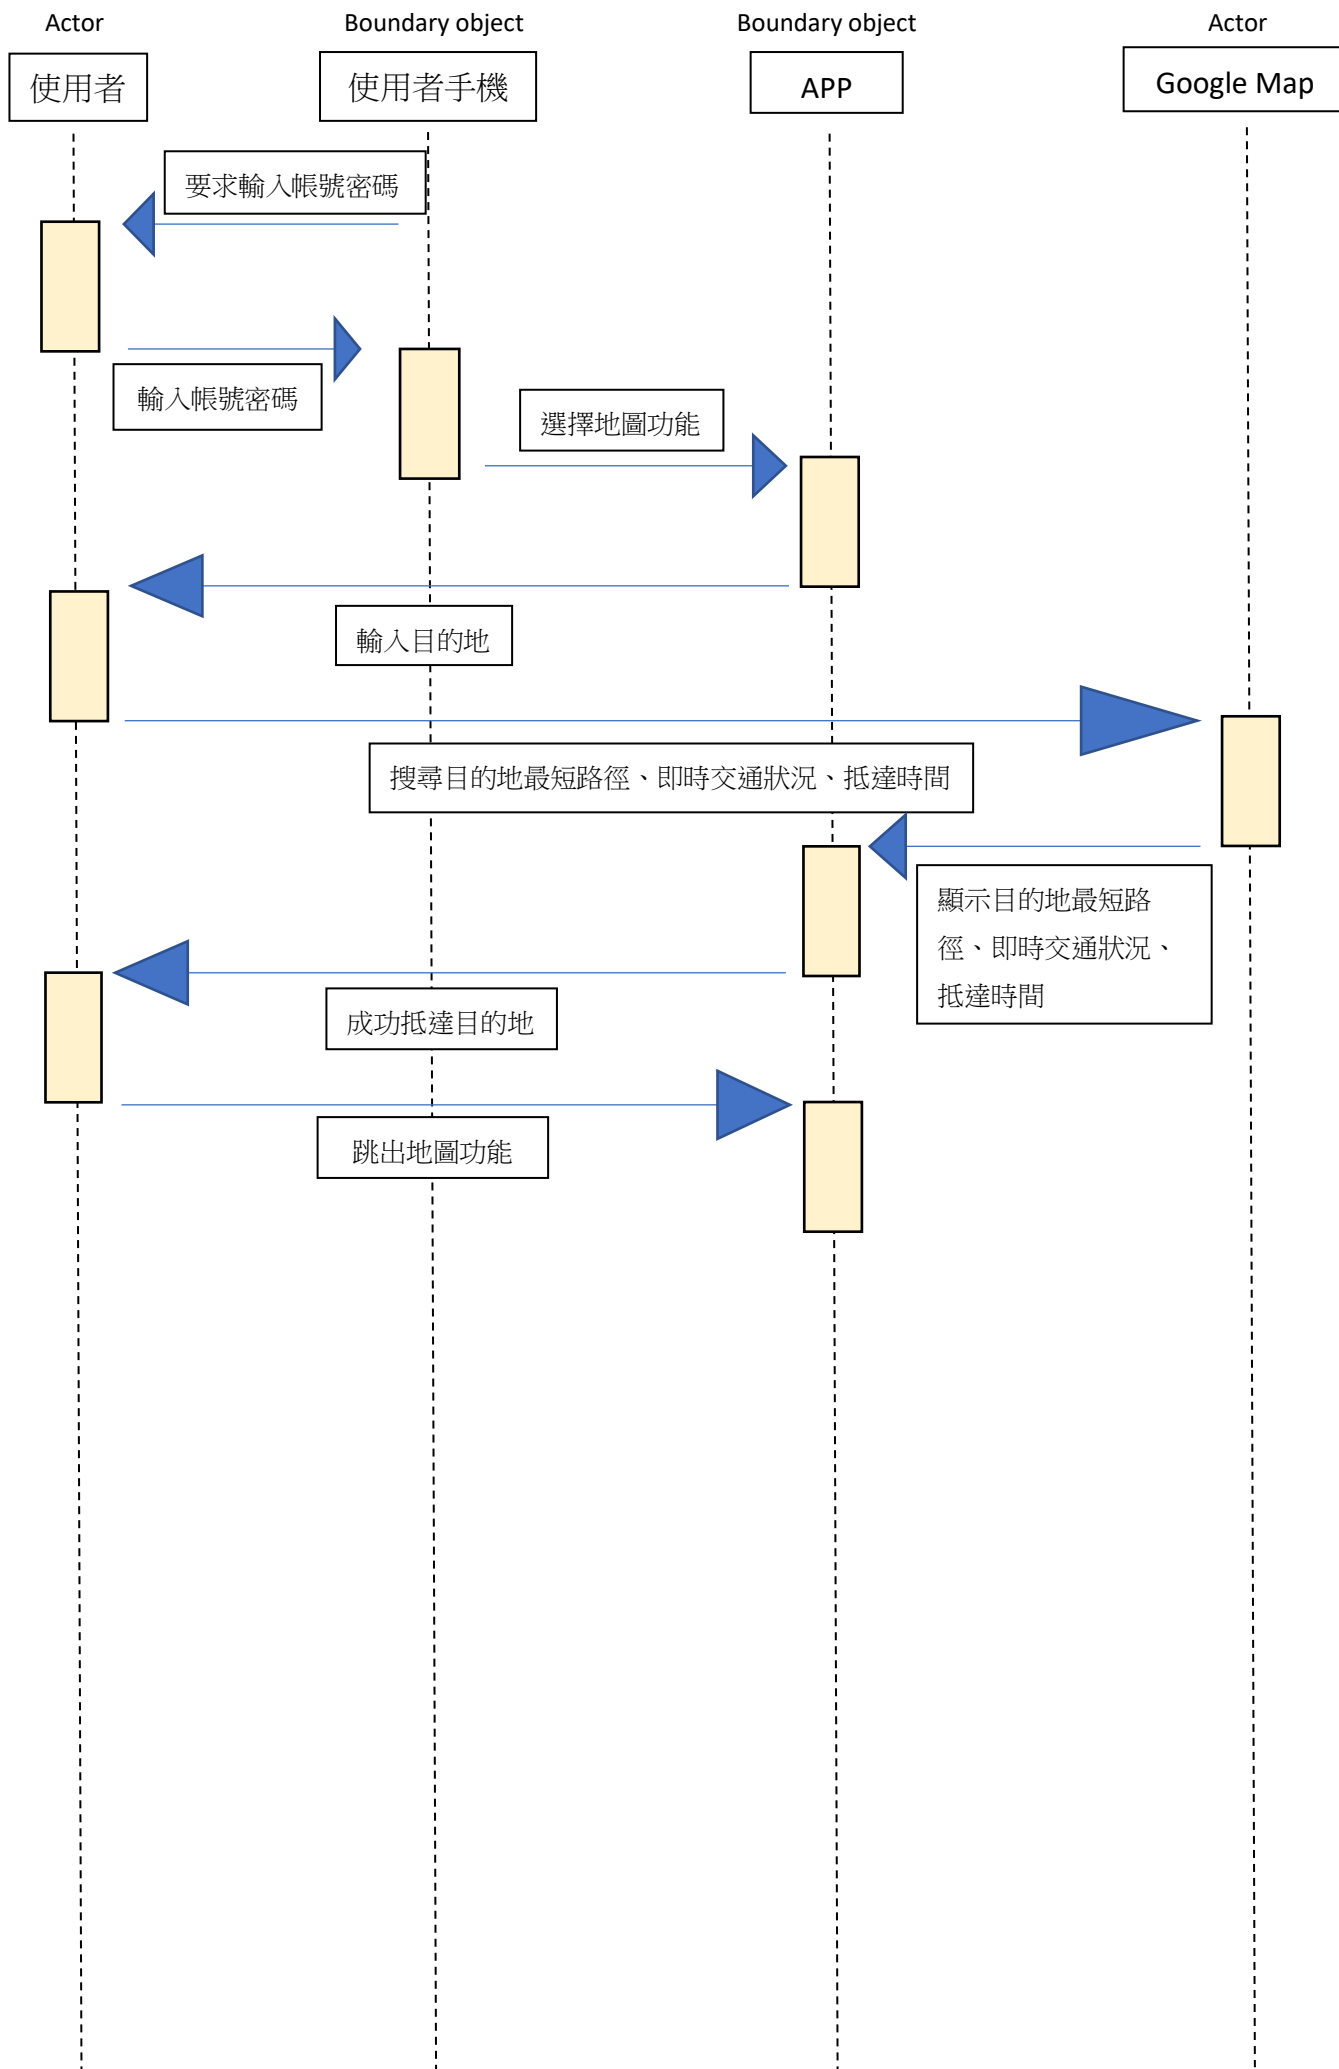 Actor
Boundary object
Boundary object
Actor
使用者
使用者手機
APP
Google Map
要求輸入帳號密碼
輸入帳號密碼
選擇地圖功能
輸入目的地
搜尋目的地最短路徑、即時交通狀況、抵達時間
顯示目的地最短路
徑、即時交通狀況、
抵達時間
成功抵達目的地
跳出地圖功能